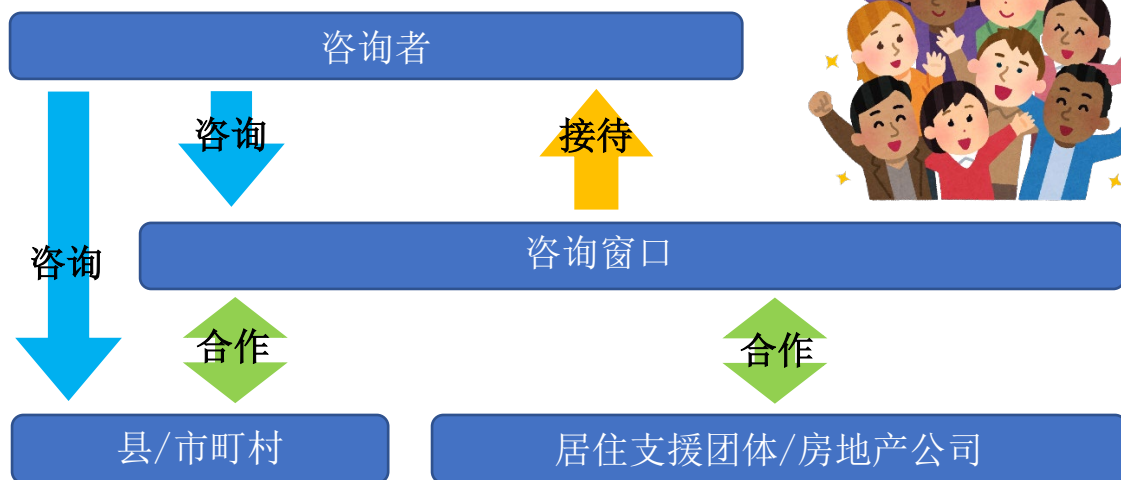 咨询者
咨询
接待
咨询
咨询窗口
合作
合作
县/市町村
居住支援团体/房地产公司